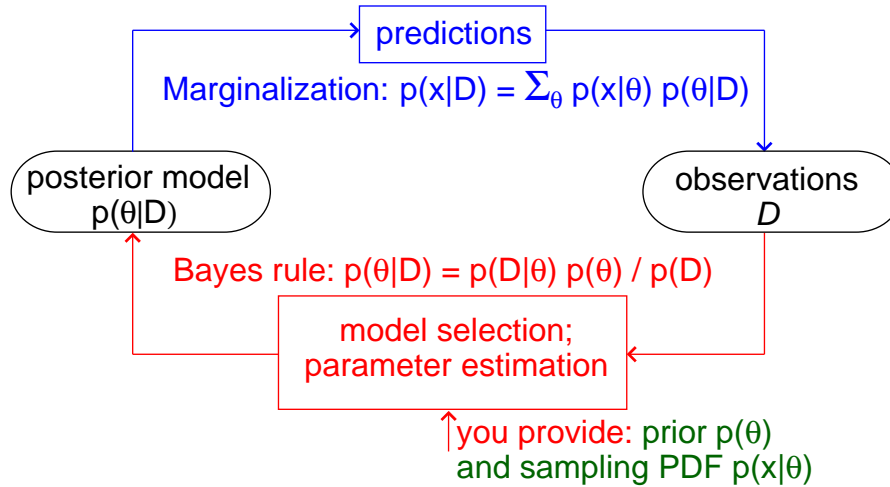 predictions
Marginalization: p(x|D) = Σθ p(x|θ) p(θ|D)
posterior model
p(θ|D)
observations
D
Bayes rule: p(θ|D) = p(D|θ) p(θ) / p(D)
model selection;
parameter estimation
you provide: prior p(θ)
and sampling PDF p(x|θ)